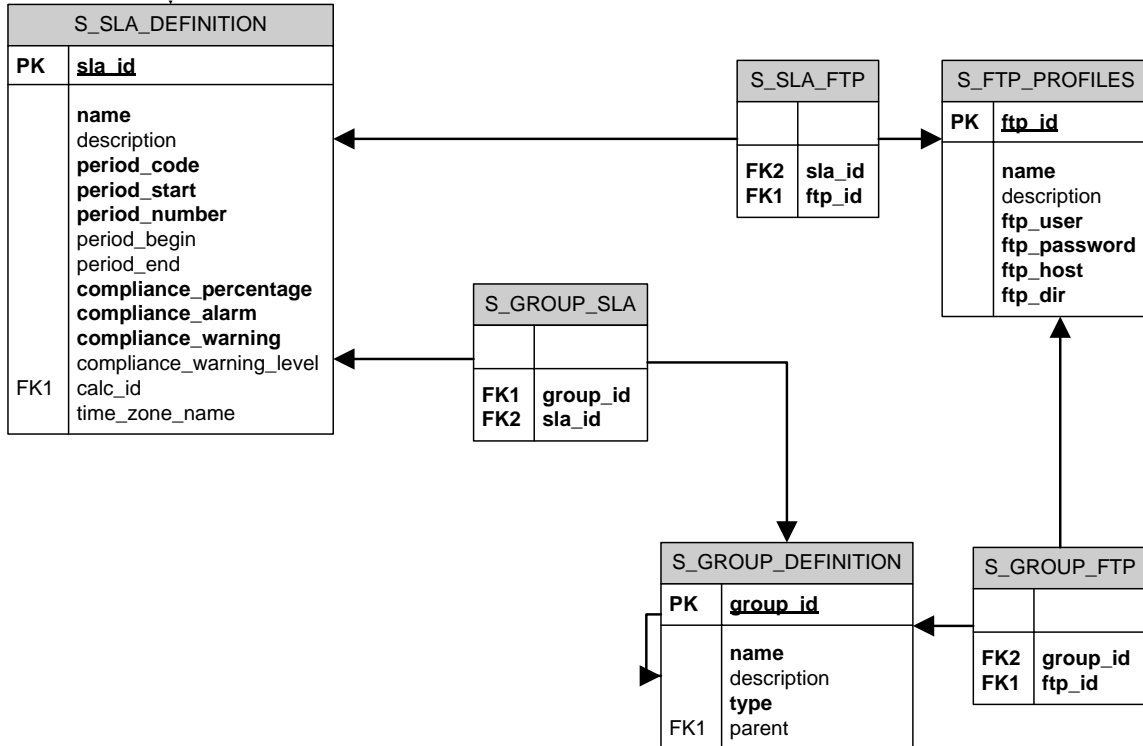 S_SLA_DEFINITION
PK sla_id
name
description
period_code
period_start
period_number
period_begin
period_end
compliance_percentage
compliance_alarm
compliance_warning
compliance_warning_level
FK1 calc_id
time_zone_name
S_SLA_FTP
FK2 sla_id
FK1 ftp_id
S_FTP_PROFILES
PK ftp_id
name
description
ftp_user
ftp_password
ftp_host
ftp_dir
S_GROUP_SLA
FK1 group_id
FK2 sla_id
S_GROUP_DEFINITION
PK group_id
name
description
type
FK1 parent
S_GROUP_FTP
FK2 group_id
FK1 ftp_id